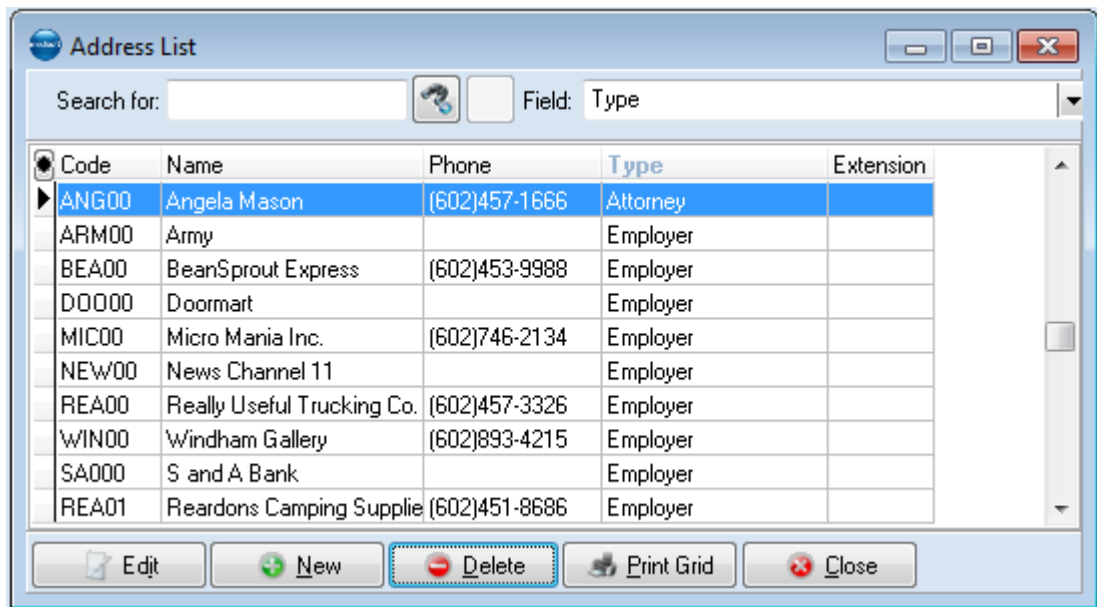 Address List
Search for: Field: Type
Code Name Phone Type Extension
ANG00 Angela Mason (602)457-1666 Attorney
ARM00 Army Employer
BEA00 BeanSprout Express (602)453-9988 Employer
DOO00 Doormart Employer
MIC00 Micro Mania Inc. (602)746-2134 Employer
NEW00 News Channel 11 Employer
REA00 Really Useful Trucking Co. (602)457-3326 Employer
WIN00 Windham Gallery (602)893-4215 Employer
SA000 S and A Bank Employer
REA01 Reardons Camping Supplie (602)451-8686 Employer
Edit New Delete Print Grid Close